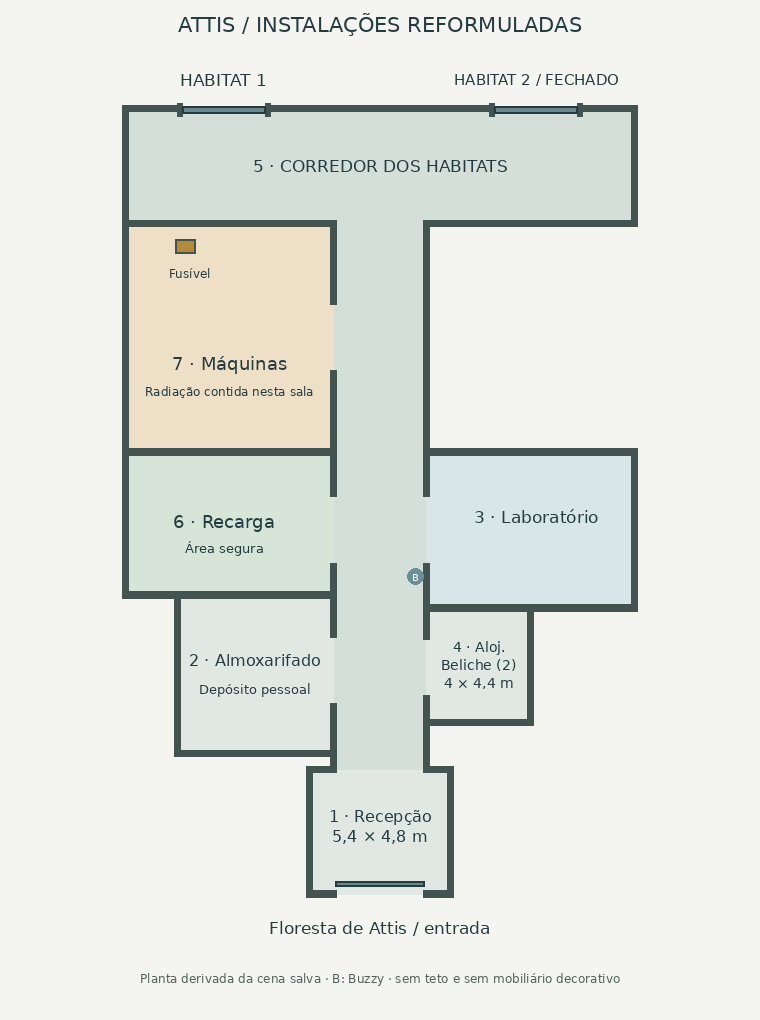 ATTIS / INSTALAÇÕES REFORMULADAS
HABITAT 1
HABITAT 2 / FECHADO
5 · CORREDOR DOS HABITATS
Fusível
7 · Máquinas
Radiação contida nesta sala
6 · Recarga
Área segura
3 · Laboratório
B
2 · Almoxarifado
Depósito pessoal
4 · Aloj.
Beliche (2)
4 × 4,4 m
1 · Recepção
5,4 × 4,8 m
Floresta de Attis / entrada
Planta derivada da cena salva · B: Buzzy · sem teto e sem mobiliário decorativo